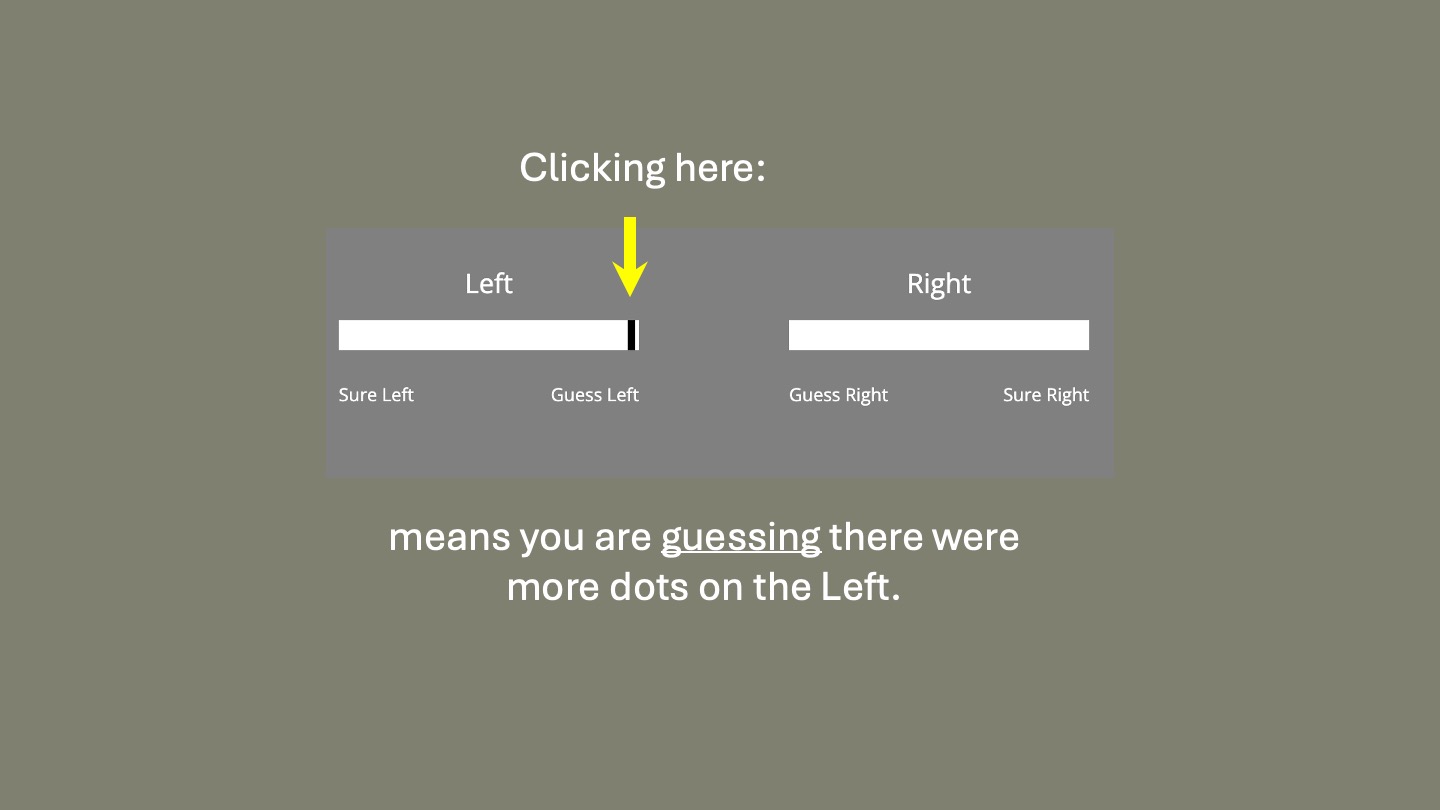 Clicking here:
Left
Right
Sure Left
Guess Left
Guess Right
Sure Right
means you are guessing there were
more dots on the Left.